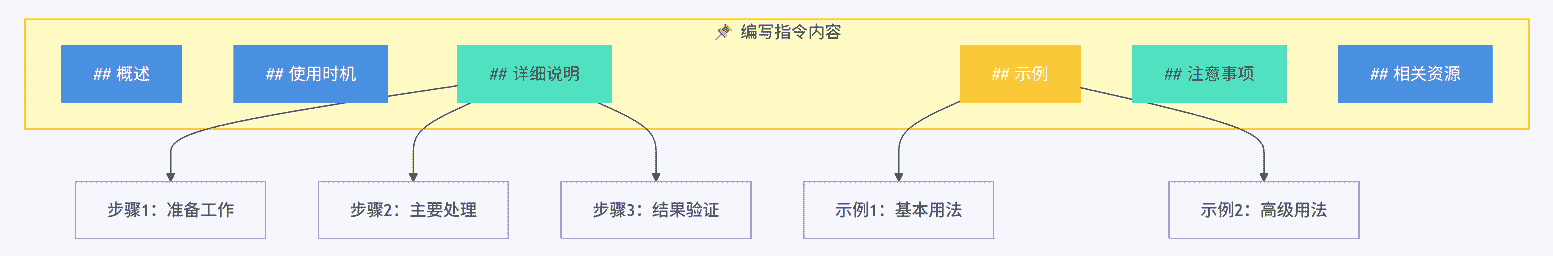 📌 编写指令内容
## 概述
## 使用时机
## 详细说明
## 示例
## 注意事项
## 相关资源
步骤1：准备工作
步骤2：主要处理
步骤3：结果验证
示例1：基本用法
示例2：高级用法